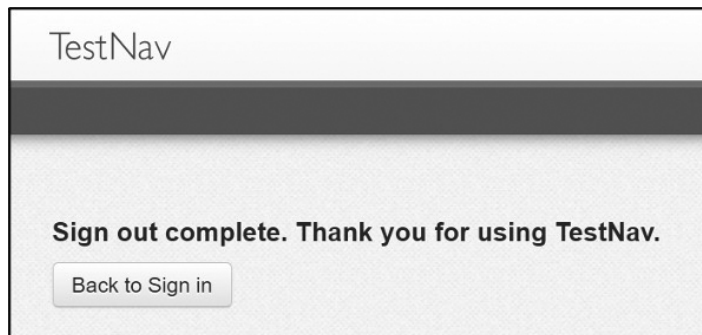 TestNav
Sign out complete. Thank you for using TestNav.
Back to Sign in